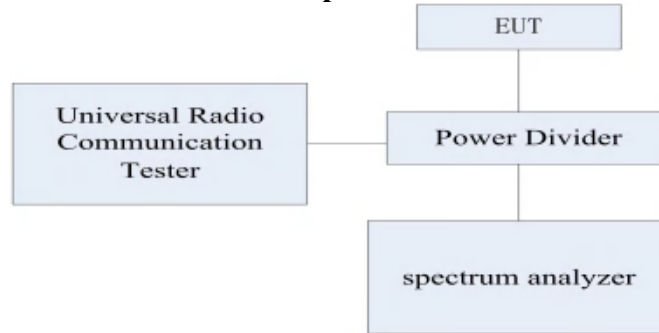 EUT
Universal Radio
Communication
Tester
Power Divider
spectrum analyzer